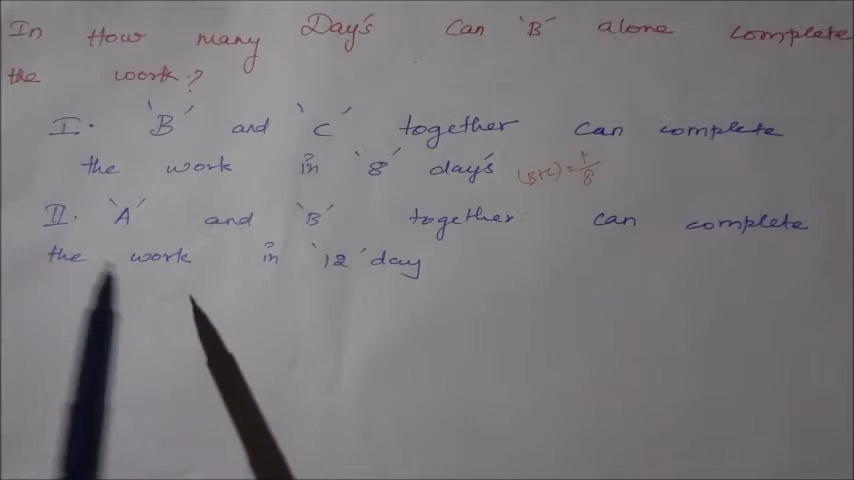 In How many Day's Can 'B' alone complete
the work?
I. 'B' and 'C' together can complete
the work in '8' day's (B+C) = 1/8
II. 'A' and 'B' together can complete
the work in '12' day